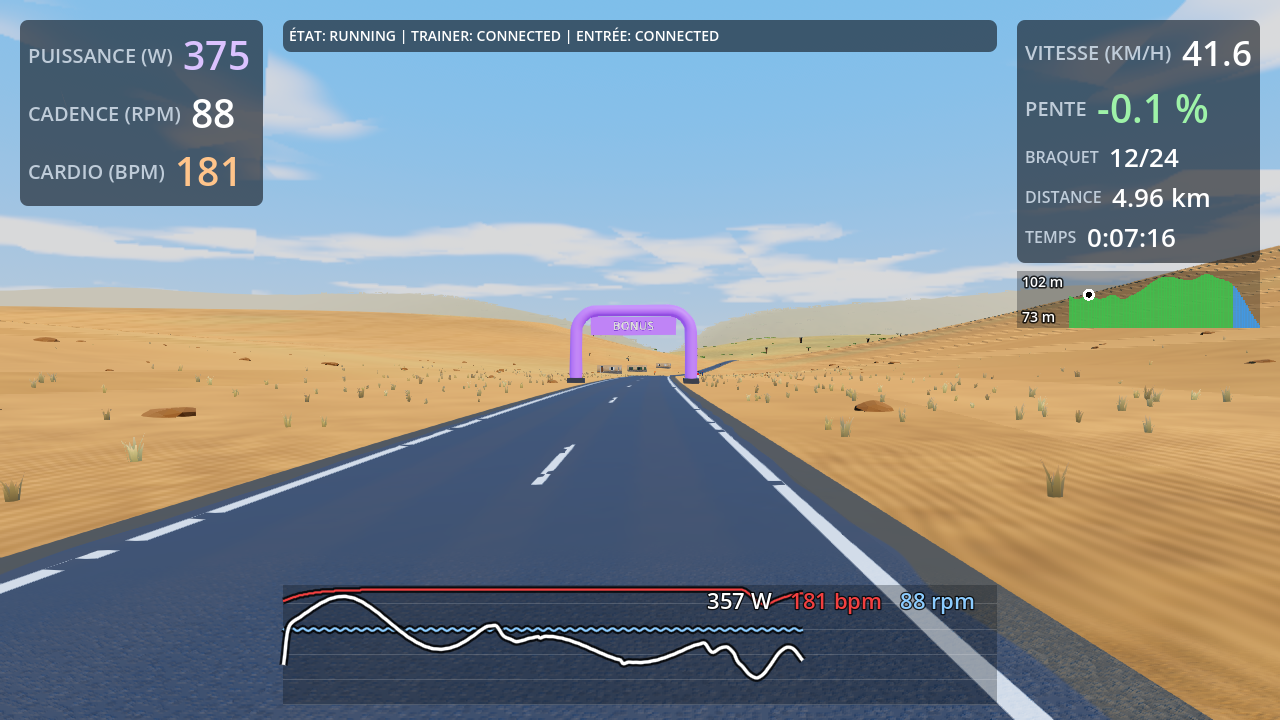 PUISSANCE (W) 375
CADENCE (RPM) 88
CARDIO (BPM) 181
ÉTAT: RUNNING | TRAINER: CONNECTED | ENTRÉE: CONNECTED
VITESSE (KM/H) 41.6
PENTE -0.1 %
BRAQUET 12/24
DISTANCE 4.96 km
TEMPS 0:07:16
102 m
73 m
BONUS
357 W 181 bpm 88 rpm